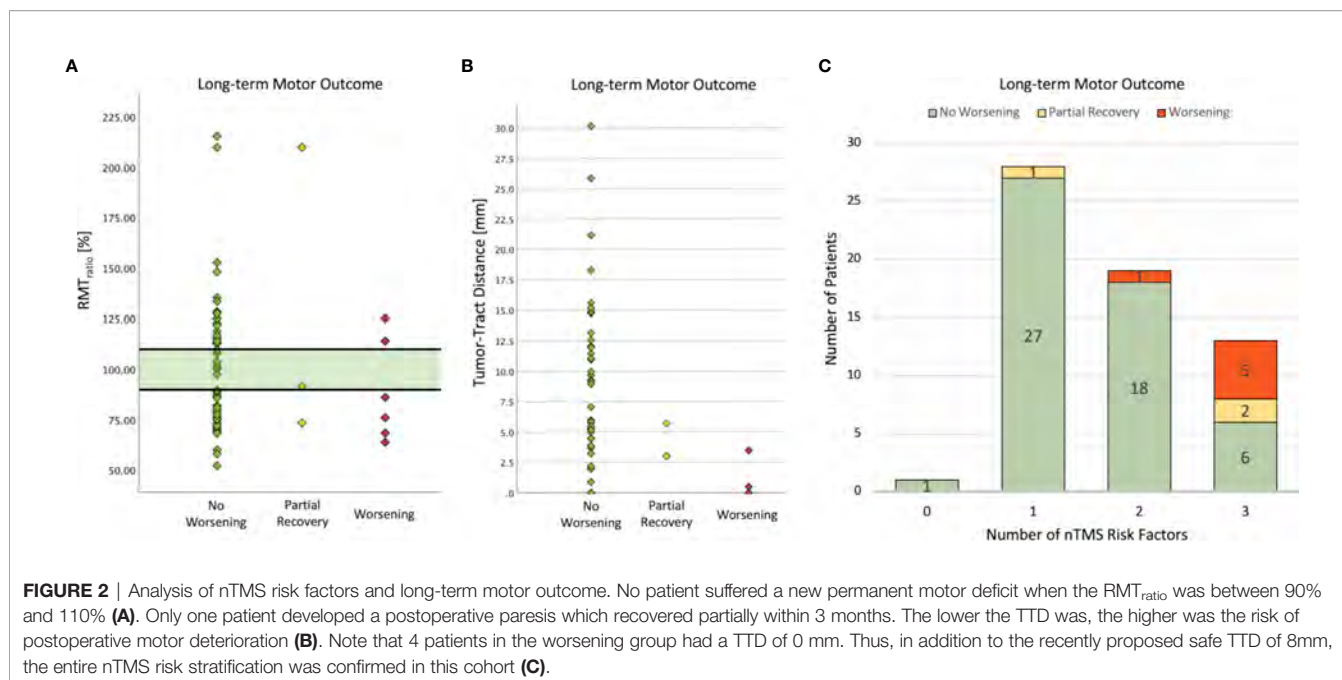 A
Long-term Motor Outcome
RMTratio [%]
225.00
200.00
175.00
150.00
125.00
100.00
75.00
50.00
No Worsening
Partial Recovery
Worsening
B
Long-term Motor Outcome
Tumor-Tract Distance [mm]
30.0
27.5
25.0
22.5
20.0
17.5
15.0
12.5
10.0
7.5
5.0
2.5
.0
No Worsening
Partial Recovery
Worsening
C
Long-term Motor Outcome
No Worsening Partial Recovery Worsening
Number of Patients
30
25
20
15
10
5
0
1
1
27
1
18
5
2
6
0 1 2 3
Number of nTMS Risk Factors
FIGURE 2 | Analysis of nTMS risk factors and long-term motor outcome. No patient suffered a new permanent motor deficit when the RMTratio was between 90%
and 110% (A). Only one patient developed a postoperative paresis which recovered partially within 3 months. The lower the TTD was, the higher was the risk of
postoperative motor deterioration (B). Note that 4 patients in the worsening group had a TTD of 0 mm. Thus, in addition to the recently proposed safe TTD of 8mm,
the entire nTMS risk stratification was confirmed in this cohort (C).